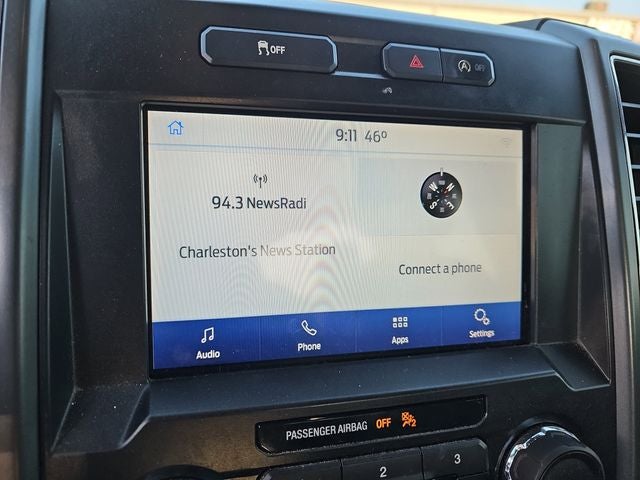 OFF
A OFF
9:11 46°
94.3 NewsRadi
Charleston's News Station
N
W E
S
Connect a phone
Audio Phone Apps Settings
PASSENGER AIRBAG OFF 2
2 3